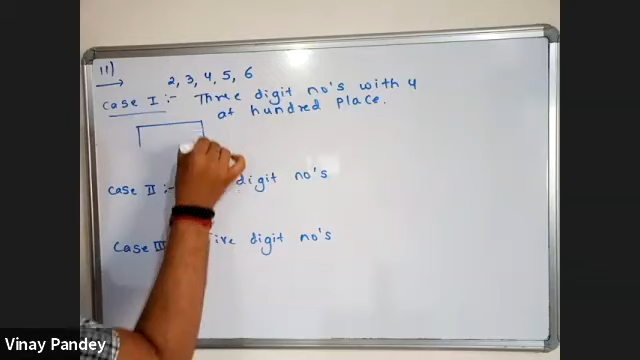 11)
2, 3, 4, 5, 6
Case I :- Three digit no's with 4
at hundred place.
Case II :- digit no's
Case III digit no's
Vinay Pandey